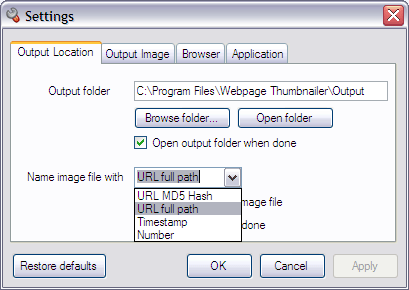 Settings
Output Location Output Image Browser Application
Output folder C:\Program Files\Webpage Thumbnailer\Output
Browse folder... Open folder
Open output folder when done
Name image file with URL full path
URL MD5 Hash
URL full path
Timestamp
Number
mage file
done
Restore defaults OK Cancel Apply